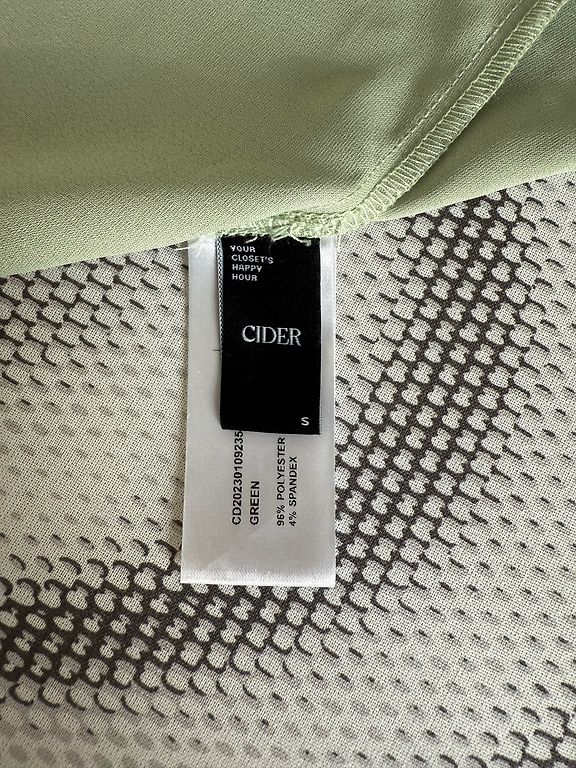 YOUR
CLOSET'S
HAPPY
HOUR
CIDER
S
CD20230109235
GREEN
96% POLYESTER
4% SPANDEX